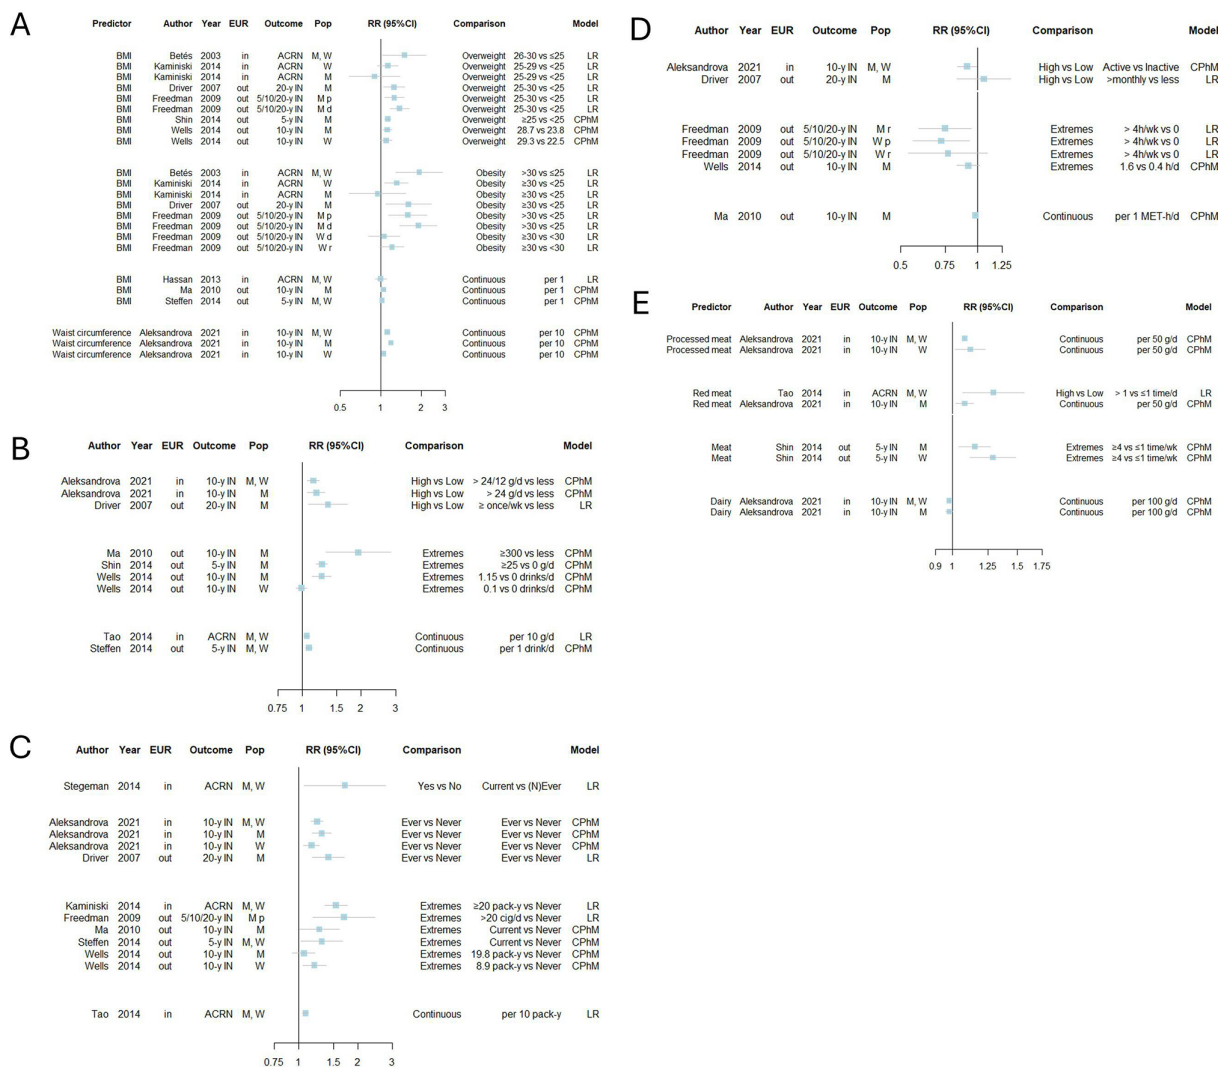 A
Predictor Author Year EUR Outcome Pop RR (95%CI) Comparison Model
BMI Betés 2003 in ACRN M, W Overweight 26-30 vs ≤25 LR
BMI Kaminiski 2014 in ACRN W Overweight 25-29 vs <25 LR
BMI Kaminiski 2014 in ACRN M Overweight 25-29 vs <25 LR
BMI Driver 2007 out 20-y IN M Overweight 25-30 vs <25 LR
BMI Freedman 2009 out 5/10/20-y IN M p Overweight 25-30 vs <25 LR
BMI Freedman 2009 out 5/10/20-y IN M d Overweight 25-30 vs <25 LR
BMI Shin 2014 out 5-y IN M Overweight ≥25 vs <25 CPhM
BMI Wells 2014 out 10-y IN M Overweight 28.7 vs 23.8 CPhM
BMI Wells 2014 out 10-y IN W Overweight 29.3 vs 22.5 CPhM
BMI Betés 2003 in ACRN M, W Obesity >30 vs ≤25 LR
BMI Kaminiski 2014 in ACRN W Obesity ≥30 vs <25 LR
BMI Kaminiski 2014 in ACRN M Obesity ≥30 vs <25 LR
BMI Driver 2007 out 20-y IN M Obesity ≥30 vs <25 LR
BMI Freedman 2009 out 5/10/20-y IN M p Obesity >30 vs <25 LR
BMI Freedman 2009 out 5/10/20-y IN M d Obesity >30 vs <25 LR
BMI Freedman 2009 out 5/10/20-y IN W d Obesity ≥30 vs <30 LR
BMI Freedman 2009 out 5/10/20-y IN W r Obesity ≥30 vs <30 LR
BMI Hassan 2013 in ACRN M, W Continuous per 1 LR
BMI Ma 2010 out 10-y IN M Continuous per 1 CPhM
BMI Steffen 2014 out 5-y IN M, W Continuous per 1 CPhM
Waist circumference Aleksandrova 2021 in 10-y IN M, W Continuous per 10 CPhM
Waist circumference Aleksandrova 2021 in 10-y IN M Continuous per 10 CPhM
Waist circumference Aleksandrova 2021 in 10-y IN W Continuous per 10 CPhM
0.5 1 2 3
B
Author Year EUR Outcome Pop RR (95%CI) Comparison Model
Aleksandrova 2021 in 10-y IN M, W High vs Low > 24/12 g/d vs less CPhM
Aleksandrova 2021 in 10-y IN M High vs Low > 24 g/d vs less CPhM
Driver 2007 out 20-y IN M High vs Low ≥ once/wk vs less LR
Ma 2010 out 10-y IN M Extremes ≥300 vs less CPhM
Shin 2014 out 5-y IN M Extremes ≥25 vs 0 g/d CPhM
Wells 2014 out 10-y IN M Extremes 1.15 vs 0 drinks/d CPhM
Wells 2014 out 10-y IN W Extremes 0.1 vs 0 drinks/d CPhM
Tao 2014 in ACRN M, W Continuous per 10 g/d LR
Steffen 2014 out 5-y IN M, W Continuous per 1 drink/d CPhM
0.75 1 1.5 2 3
C
Author Year EUR Outcome Pop RR (95%CI) Comparison Model
Stegeman 2014 in ACRN M, W Yes vs No Current vs (N)Ever LR
Aleksandrova 2021 in 10-y IN M, W Ever vs Never Ever vs Never CPhM
Aleksandrova 2021 in 10-y IN M Ever vs Never Ever vs Never CPhM
Aleksandrova 2021 in 10-y IN W Ever vs Never Ever vs Never CPhM
Driver 2007 out 20-y IN M Ever vs Never Ever vs Never LR
Kaminiski 2014 in ACRN M, W Extremes ≥20 pack-y vs Never LR
Freedman 2009 out 5/10/20-y IN M p Extremes >20 cig/d vs Never LR
Ma 2010 out 10-y IN M Extremes Current vs Never CPhM
Steffen 2014 out 5-y IN M, W Extremes Current vs Never CPhM
Wells 2014 out 10-y IN M Extremes 19.8 pack-y vs Never CPhM
Wells 2014 out 10-y IN W Extremes 8.9 pack-y vs Never CPhM
Tao 2014 in ACRN M, W Continuous per 10 pack-y LR
0.75 1 1.5 2 3
D
Author Year EUR Outcome Pop RR (95%CI) Comparison Model
Aleksandrova 2021 in 10-y IN M, W High vs Low Active vs Inactive CPhM
Driver 2007 out 20-y IN M High vs Low >monthly vs less LR
Freedman 2009 out 5/10/20-y IN M r Extremes > 4h/wk vs 0 LR
Freedman 2009 out 5/10/20-y IN W p Extremes > 4h/wk vs 0 LR
Freedman 2009 out 5/10/20-y IN W r Extremes > 4h/wk vs 0 LR
Wells 2014 out 10-y IN M Extremes 1.6 vs 0.4 h/d CPhM
Ma 2010 out 10-y IN M Continuous per 1 MET-h/d CPhM
0.5 0.75 1 1.25
E
Predictor Author Year EUR Outcome Pop RR (95%CI) Comparison Model
Processed meat Aleksandrova 2021 in 10-y IN M, W Continuous per 50 g/d CPhM
Processed meat Aleksandrova 2021 in 10-y IN W Continuous per 50 g/d CPhM
Red meat Tao 2014 in ACRN M, W High vs Low > 1 vs ≤1 time/d LR
Red meat Aleksandrova 2021 in 10-y IN M Continuous per 50 g/d CPhM
Meat Shin 2014 out 5-y IN M Extremes ≥4 vs ≤1 time/wk CPhM
Meat Shin 2014 out 5-y IN W Extremes ≥4 vs ≤1 time/wk CPhM
Dairy Aleksandrova 2021 in 10-y IN M, W Continuous per 100 g/d CPhM
Dairy Aleksandrova 2021 in 10-y IN M Continuous per 100 g/d CPhM
0.9 1 1.25 1.5 1.75